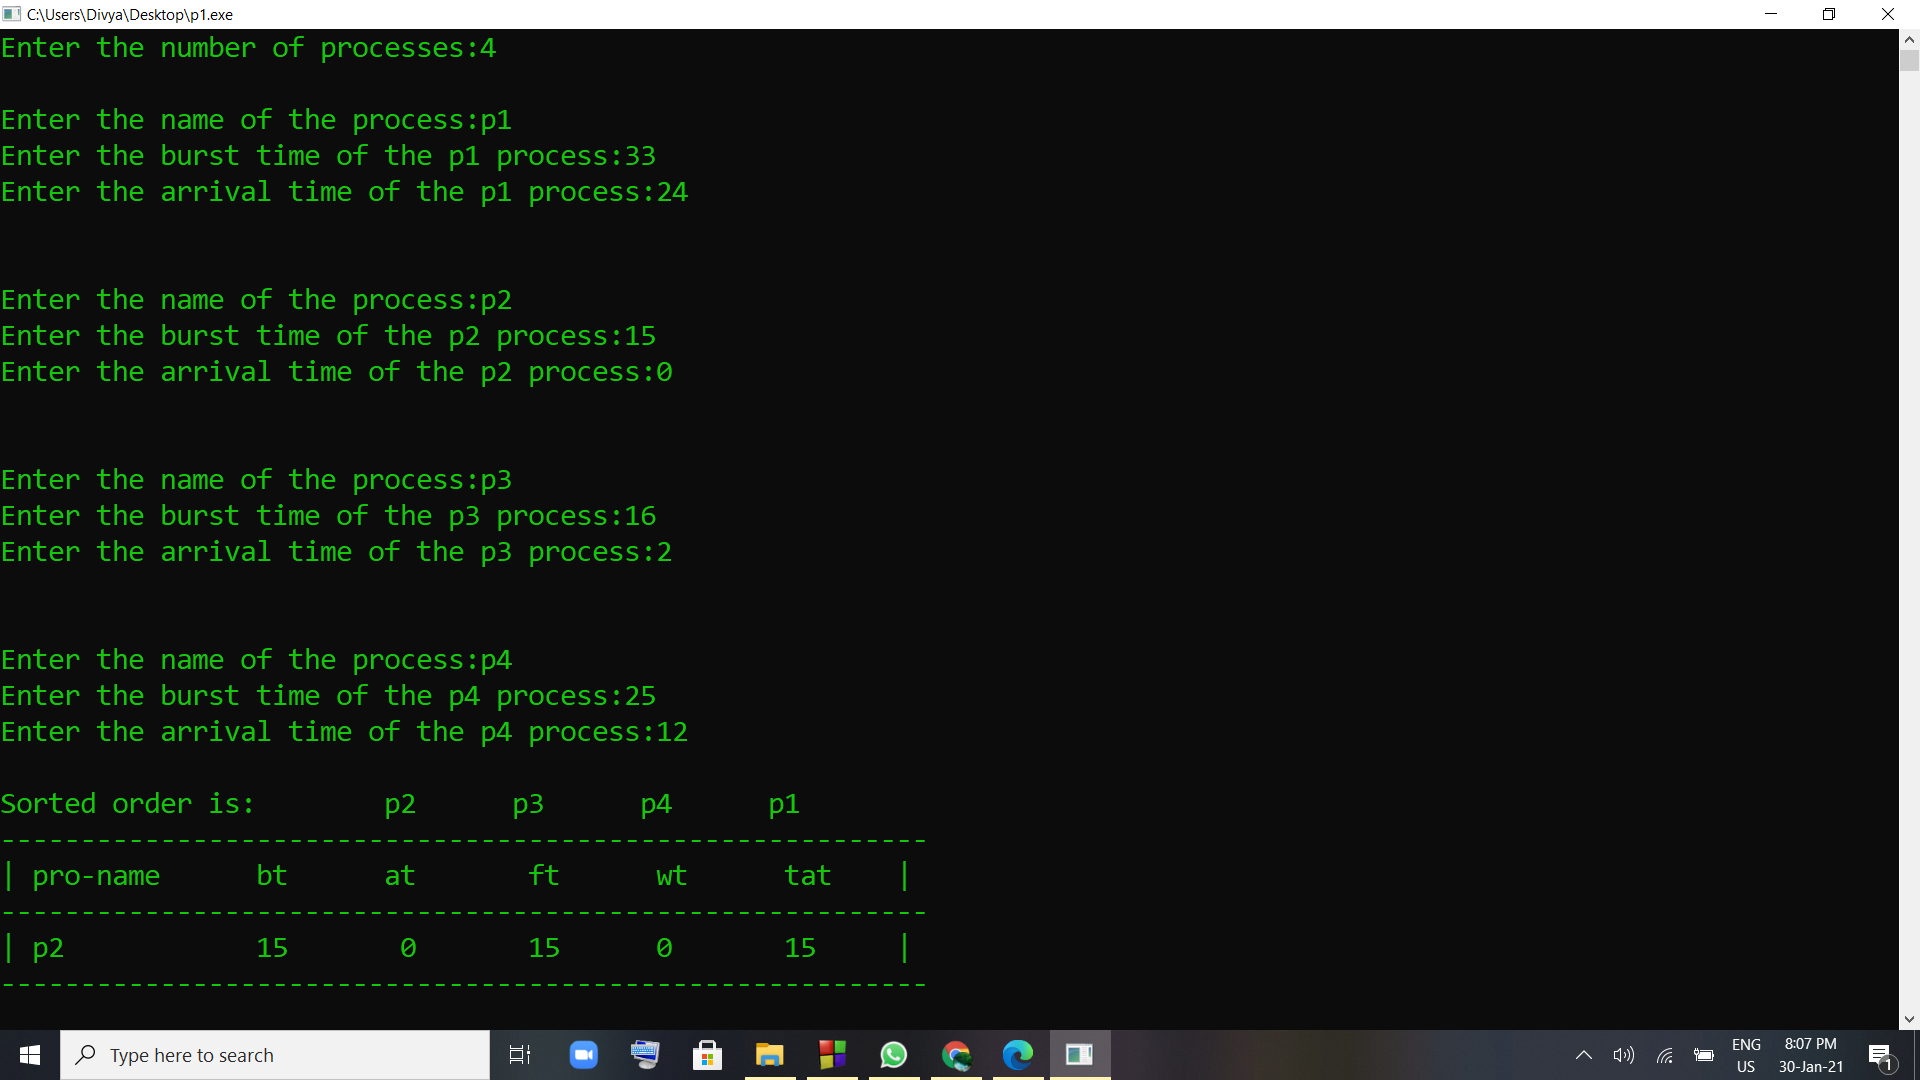 C:\Users\Divya\Desktop\p1.exe
Enter the number of processes:4
Enter the name of the process:p1
Enter the burst time of the p1 process:33
Enter the arrival time of the p1 process:24
Enter the name of the process:p2
Enter the burst time of the p2 process:15
Enter the arrival time of the p2 process:0
Enter the name of the process:p3
Enter the burst time of the p3 process:16
Enter the arrival time of the p3 process:2
Enter the name of the process:p4
Enter the burst time of the p4 process:25
Enter the arrival time of the p4 process:12
Sorted order is: p2 p3 p4 p1
----------------------------------------------------------
| pro-name bt at ft wt tat |
----------------------------------------------------------
| p2 15 0 15 0 15 |
----------------------------------------------------------
Type here to search
ENG
US
8:07 PM
30-Jan-21
1